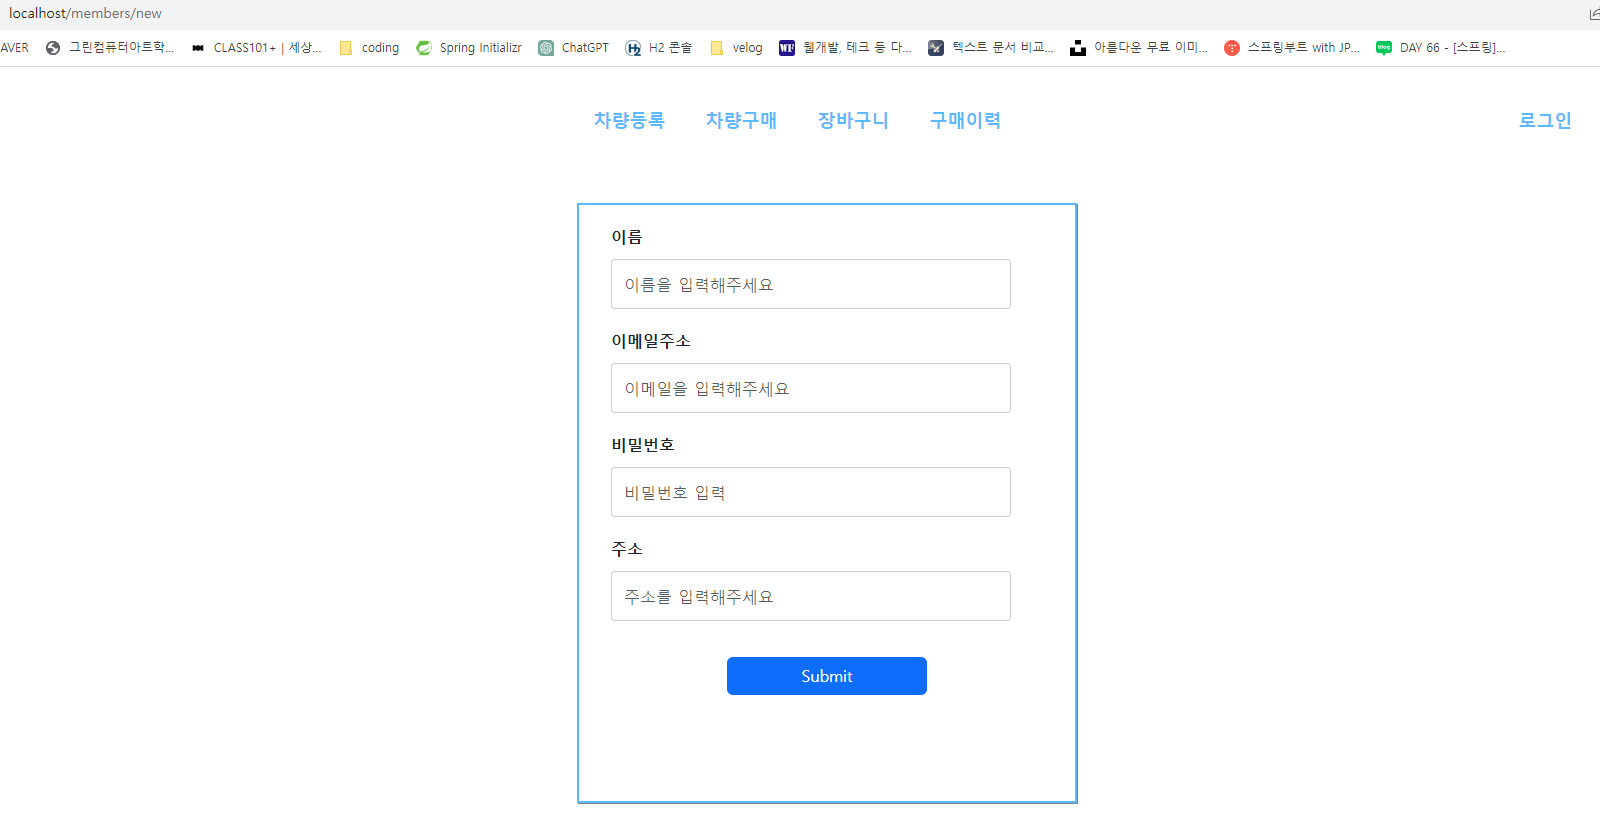 localhost/members/new
AVER 그린컴퓨터아트학... CLASS101+ | 세상... coding Spring Initializr ChatGPT H2 콘솔 velog 웹개발, 테크 등 다... 텍스트 문서 비교... 아름다운 무료 이미... 스프링부트 with JP... DAY 66 - [스프링]...
차량등록 차량구매 장바구니 구매이력 로그인
이름
이름을 입력해주세요
이메일주소
이메일을 입력해주세요
비밀번호
비밀번호 입력
주소
주소를 입력해주세요
Submit